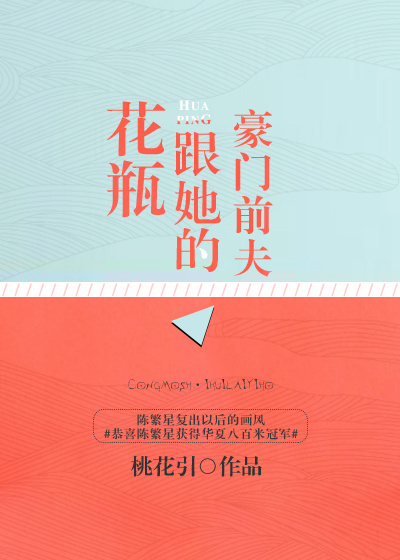 花瓶
HUA
PING
跟她的
豪门前夫
CONGMOSH • IHUILAIYIHO
陈繁星复出以后的画风
#恭喜陈繁星获得华夏八百米冠军#
桃花引○作品